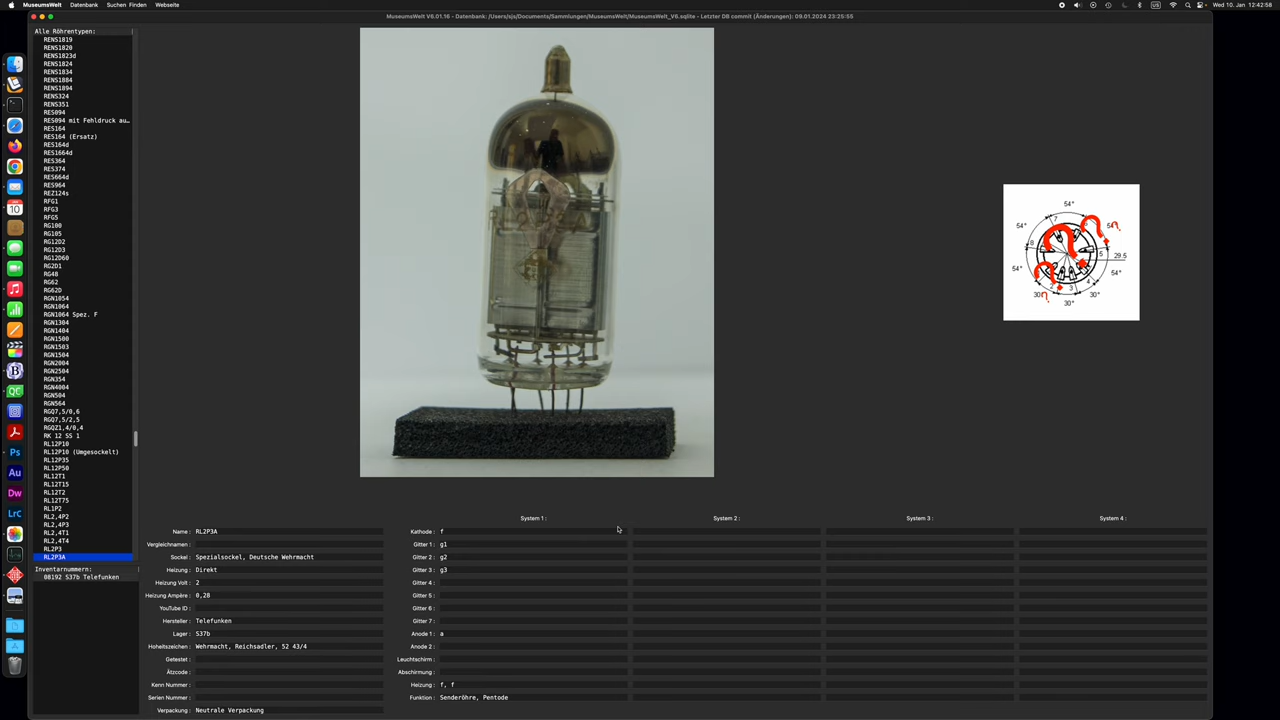 MuseumsWelt Datenbank Suchen Finden Webseite
US Wed 10. Jan. 12:42:58
MuseumsWelt V6.01.16 - Datenbank: /Users/sjs/Documents/Sammlungen/MuseumsWelt/MuseumsWelt_V6.sqlite - Letzter DB commit (Änderungen): 09.01.2024 23:25:55
Alle Röhrentypen:
RENS1819
RENS1820
RENS1823d
RENS1824
RENS1834
RENS1884
RENS1894
RENS324
RENS351
RES094
RES094 mit Fehldruck au…
RES164
RES164 (Ersatz)
RES164d
RES1664d
RES364
RES374
RES664d
RES964
REZ124s
RFG1
RFG3
RFG5
RG100
RG105
RG12D2
RG12D3
RG12D60
RG2D1
RG48
RG62
RG62D
RGN1054
RGN1064
RGN1064 Spez. F
RGN1304
RGN1404
RGN1500
RGN1503
RGN1504
RGN2004
RGN2504
RGN354
RGN4004
RGN504
RGN564
RGQ7,5/0,6
RGQ7,5/2,5
RGQZ1,4/0,4
RK 12 SS 1
RL12P10
RL12P10 (Umgesockelt)
RL12P35
RL12P50
RL12T1
RL12T15
RL12T2
RL12T75
RL1P2
RL2,4P2
RL2,4P3
RL2,4T1
RL2,4T4
RL2P3
RL2P3A
Inventarnummern:
08192 S37b Telefunken
54°
54° 7 54°
8 5 29.5
54° 4 54°
30° 2 3 30°
30°
System 1 : System 2 : System 3 : System 4 :
Name : RL2P3A
Vergleichnamen :
Sockel : Spezialsockel, Deutsche Wehrmacht
Heizung : Direkt
Heizung Volt : 2
Heizung Ampère : 0,28
YouTube ID :
Hersteller : Telefunken
Lager : S37b
Hoheitszeichen : Wehrmacht, Reichsadler, 52 43/4
Getestet :
Ätzcode :
Kenn Nummer :
Serien Nummer :
Verpackung : Neutrale Verpackung
Kathode : f
Gitter 1 : g1
Gitter 2 : g2
Gitter 3 : g3
Gitter 4 :
Gitter 5 :
Gitter 6 :
Gitter 7 :
Anode 1 : a
Anode 2 :
Leuchtschirm :
Abschirmung :
Heizung : f, f
Funktion : Senderöhre, Pentode